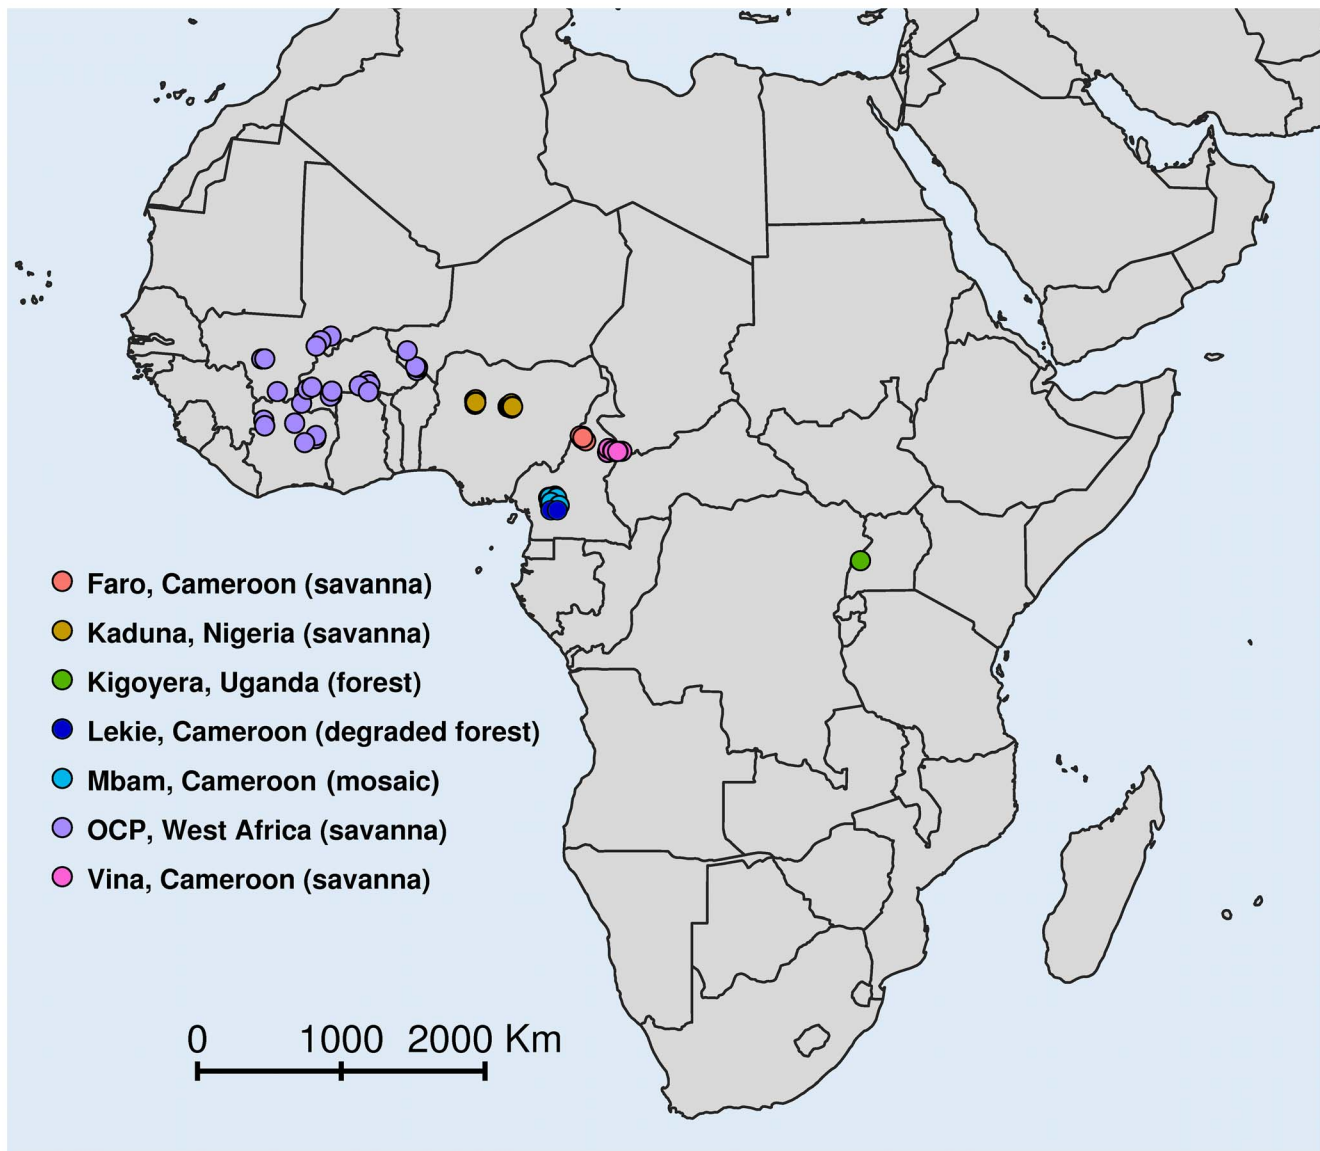 Faro, Cameroon (savanna)
Kaduna, Nigeria (savanna)
Kigoyera, Uganda (forest)
Lekie, Cameroon (degraded forest)
Mbam, Cameroon (mosaic)
OCP, West Africa (savanna)
Vina, Cameroon (savanna)
0 1000 2000 Km